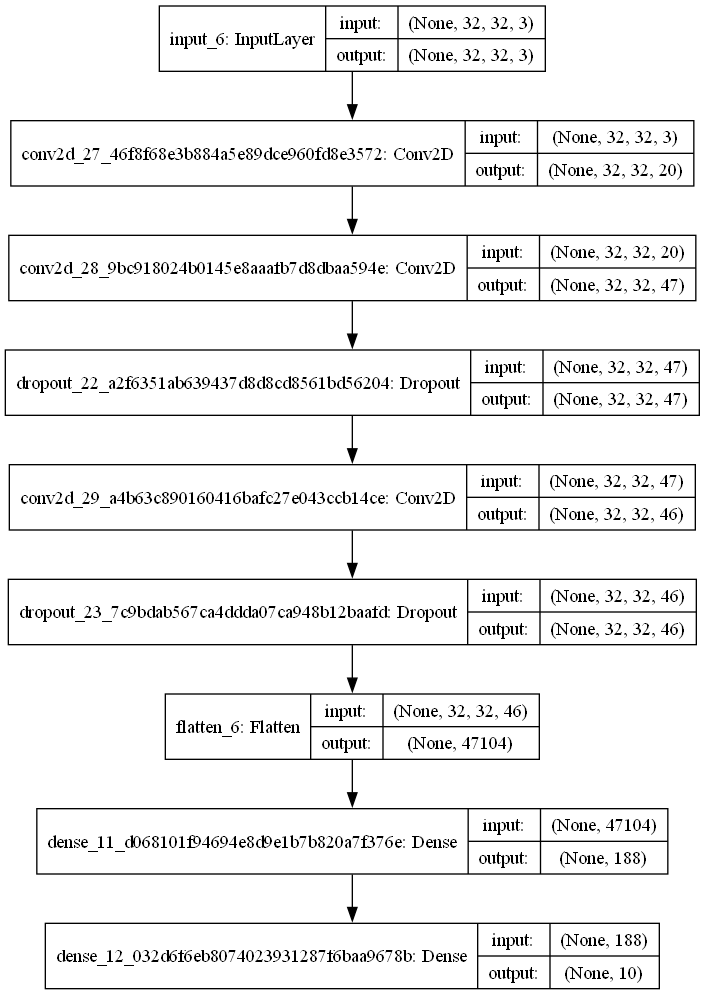 input_6: InputLayer
input: (None, 32, 32, 3)
output: (None, 32, 32, 3)
conv2d_27_46f8f68e3b884a5e89dce960fd8e3572: Conv2D
input: (None, 32, 32, 3)
output: (None, 32, 32, 20)
conv2d_28_9bc918024b0145e8aaafb7d8dbaa594e: Conv2D
input: (None, 32, 32, 20)
output: (None, 32, 32, 47)
dropout_22_a2f6351ab639437d8d8cd8561bd56204: Dropout
input: (None, 32, 32, 47)
output: (None, 32, 32, 47)
conv2d_29_a4b63c890160416bafc27e043ccb14ce: Conv2D
input: (None, 32, 32, 47)
output: (None, 32, 32, 46)
dropout_23_7c9bdab567ca4ddda07ca948b12baafd: Dropout
input: (None, 32, 32, 46)
output: (None, 32, 32, 46)
flatten_6: Flatten
input: (None, 32, 32, 46)
output: (None, 47104)
dense_11_d068101f94694e8d9e1b7b820a7f376e: Dense
input: (None, 47104)
output: (None, 188)
dense_12_032d6f6eb8074023931287f6baa9678b: Dense
input: (None, 188)
output: (None, 10)